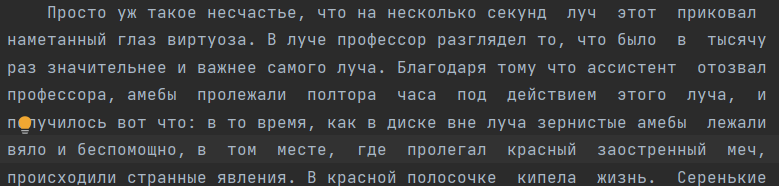 Просто уж такое несчастье, что на несколько секунд луч этот приковал
наметанный глаз виртуоза. В луче профессор разглядел то, что было в тысячу
раз значительнее и важнее самого луча. Благодаря тому что ассистент отозвал
профессора, амебы пролежали полтора часа под действием этого луча, и
получилось вот что: в то время, как в диске вне луча зернистые амебы лежали
вяло и беспомощно, в том месте, где пролегал красный заостренный меч,
происходили странные явления. В красной полосочке кипела жизнь. Серенькие